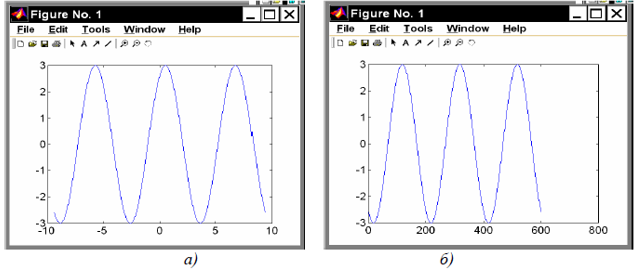 Figure No. 1
File Edit Tools Window Help
A
3
2
1
0
-1
-2
-3
-10 -5 0 5 10
а)
Figure No. 1
File Edit Tools Window Help
A
3
2
1
0
-1
-2
-3
0 200 400 600 800
б)